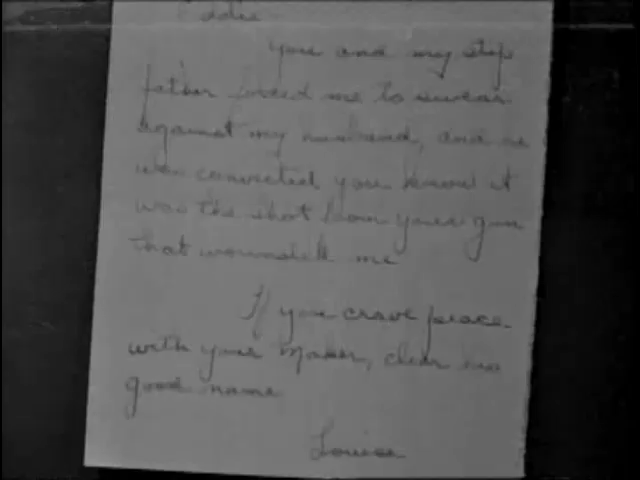 Eddie
You and my step
father forced me to swear
against my husband, and he
was convicted you know it
was the shot from your gun
that wounded me
If you crave peace
with your Maker, clear his
good name
Louise